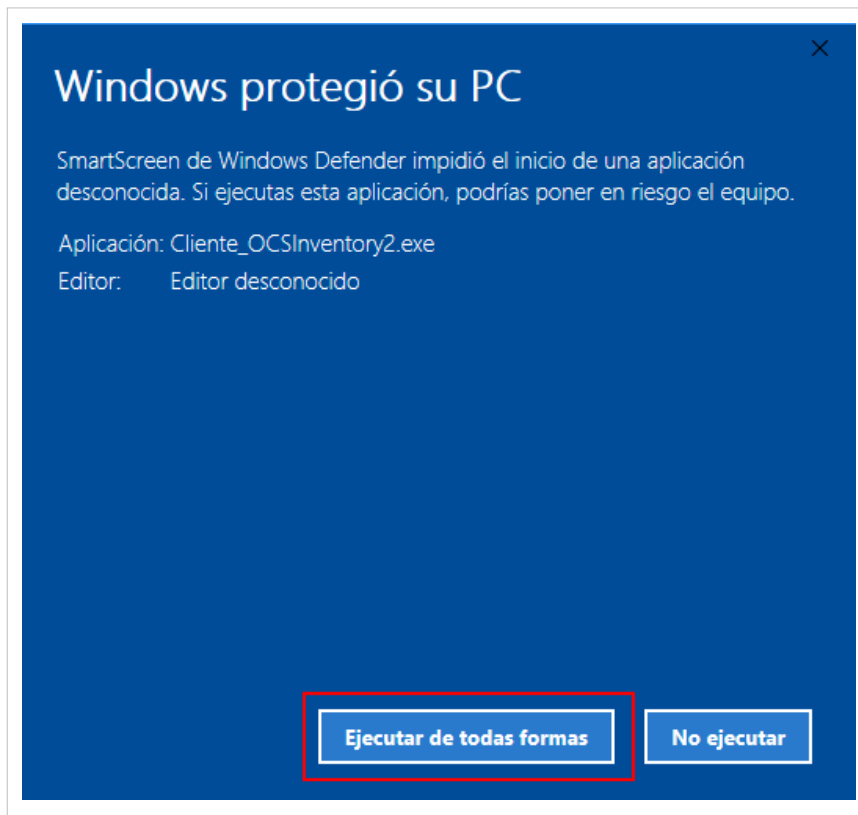 Windows protegió su PC
SmartScreen de Windows Defender impidió el inicio de una aplicación
desconocida. Si ejecutas esta aplicación, podrías poner en riesgo el equipo.
Aplicación: Cliente_OCSInventory2.exe
Editor: Editor desconocido
Ejecutar de todas formas No ejecutar